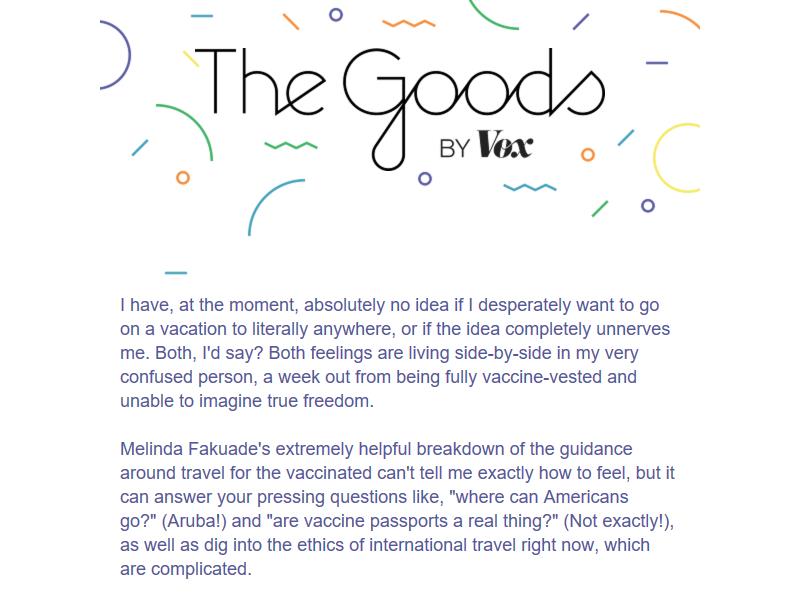 The Goods
BY Vox
I have, at the moment, absolutely no idea if I desperately want to go
on a vacation to literally anywhere, or if the idea completely unnerves
me. Both, I'd say? Both feelings are living side-by-side in my very
confused person, a week out from being fully vaccine-vested and
unable to imagine true freedom.
Melinda Fakuade's extremely helpful breakdown of the guidance
around travel for the vaccinated can't tell me exactly how to feel, but it
can answer your pressing questions like, "where can Americans
go?" (Aruba!) and "are vaccine passports a real thing?" (Not exactly!),
as well as dig into the ethics of international travel right now, which
are complicated.